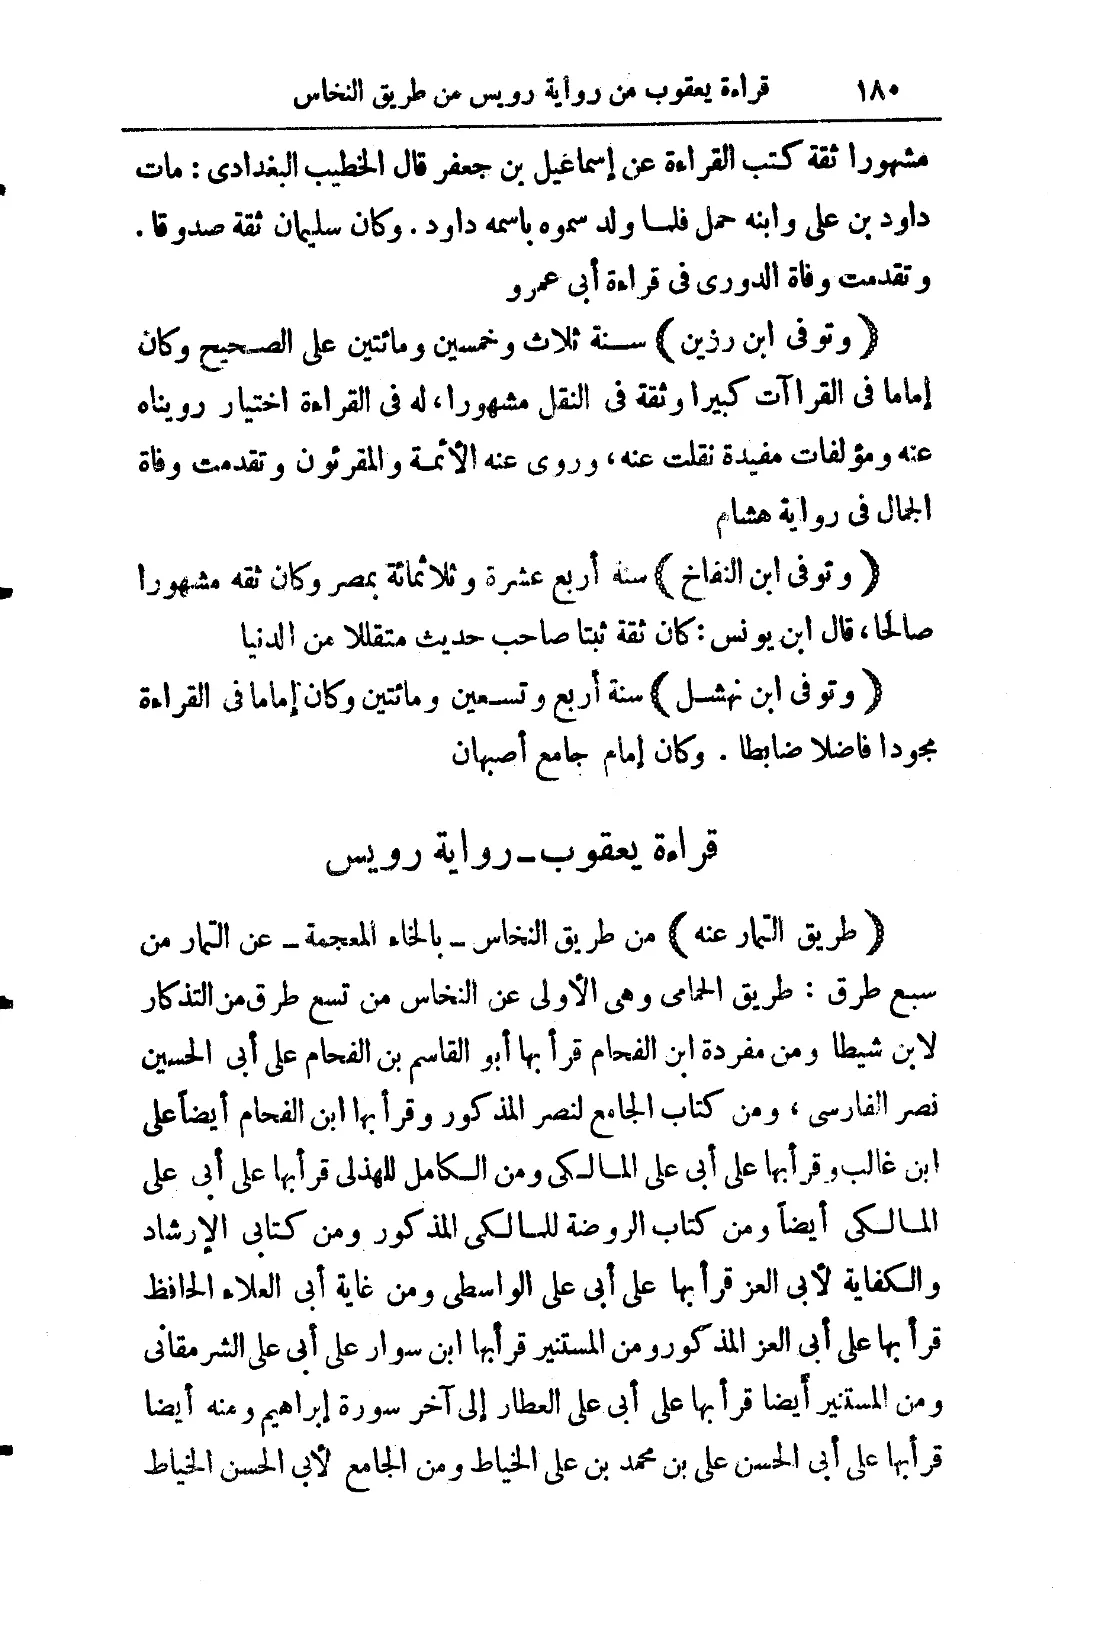 ١٨٠ قراءة يعقوب من رواية رويس من طريق النخاس
مشهورا ثقة كتب القراءة عن إسماعيل بن جعفر قال الخطيب البغدادى : مات
داود بن على وابنه حمل فلما ولد سموه باسمه داود . وكان سليمان ثقة صدوقا .
وتقدمت وفاة الدورى فى قراءة أبى عمرو
﴿ وتوفى ابن رزين ﴾ سنة ثلاث وخمسين ومائتين على الصحيح وكان
إماما فى القراآت كبيرا وثقة فى النقل مشهورا، له فى القراءة اختيار رويناه
عنه ومؤلفات مفيدة نقلت عنه، وروى عنه الأئمة والمقرئون وتقدمت وفاة
الجمال فى رواية هشام
﴿ وتوفى ابن النفاخ ﴾ سنه أربع عشرة وثلاثمائة بمصر وكان ثقه مشهورا
صالحا، قال ابن يونس : كان ثقة ثبتا صاحب حديث متقللا من الدنيا
﴿ وتوفى ابن نهشل ﴾ سنة أربع وتسعين ومائتين وكان إماما فى القراءة
مجودا فاضلا ضابطا . وكان إمام جامع أصبهان
قراءة يعقوب - رواية رويس
﴿ طريق التمار عنه ﴾ من طريق النخاس - بالخاء المعجمة - عن التمار من
سبع طرق : طريق الحمامى وهى الأولى عن النخاس من تسع طرق من التذكار
لابن شيطا ومن مفردة ابن الفحام قرأ بها أبو القاسم بن الفحام على أبى الحسين
نصر الفارسى ، ومن كتاب الجامع لنصر المذكور وقرأ بها ابن الفحام أيضاً على
ابن غالب وقرأ بها على أبى على المالكى ومن الكامل للهذلى قرأ بها على أبى على
المالكى أيضاً ومن كتاب الروضة للمالكى المذكور ومن كتابى الإرشاد
والكفاية لأبى العز قرأ بها على أبى على الواسطى ومن غاية أبى العلاء الحافظ
قرأ بها على أبى العز المذكور ومن المستنير قرأ بها ابن سوار على أبى على الشرمقانى
ومن المستنير أيضا قرأ بها على أبى على العطار إلى آخر سورة إبراهيم ومنه أيضا
قرأ بها على أبى الحسن على بن محمد بن على الخياط ومن الجامع لأبى الحسن الخياط